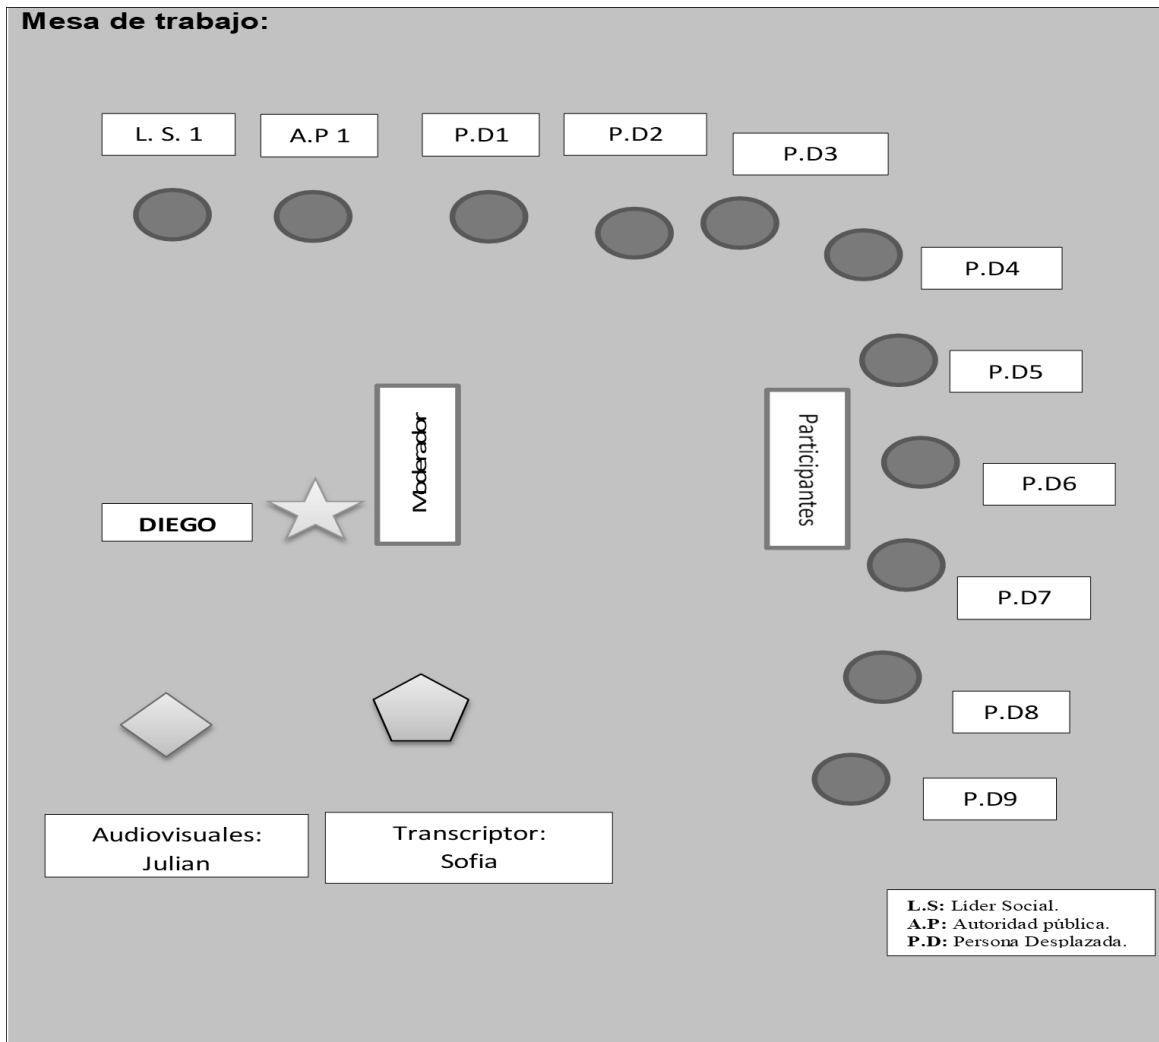 Mesa de trabajo:
L. S. 1
A.P 1
P.D1
P.D2
P.D3
P.D4
P.D5
Moderador
Participantes
P.D6
DIEGO
P.D7
P.D8
P.D9
Audiovisuales:
Julian
Transcriptor:
Sofia
L.S: Líder Social.
A.P: Autoridad pública.
P.D: Persona Desplazada.